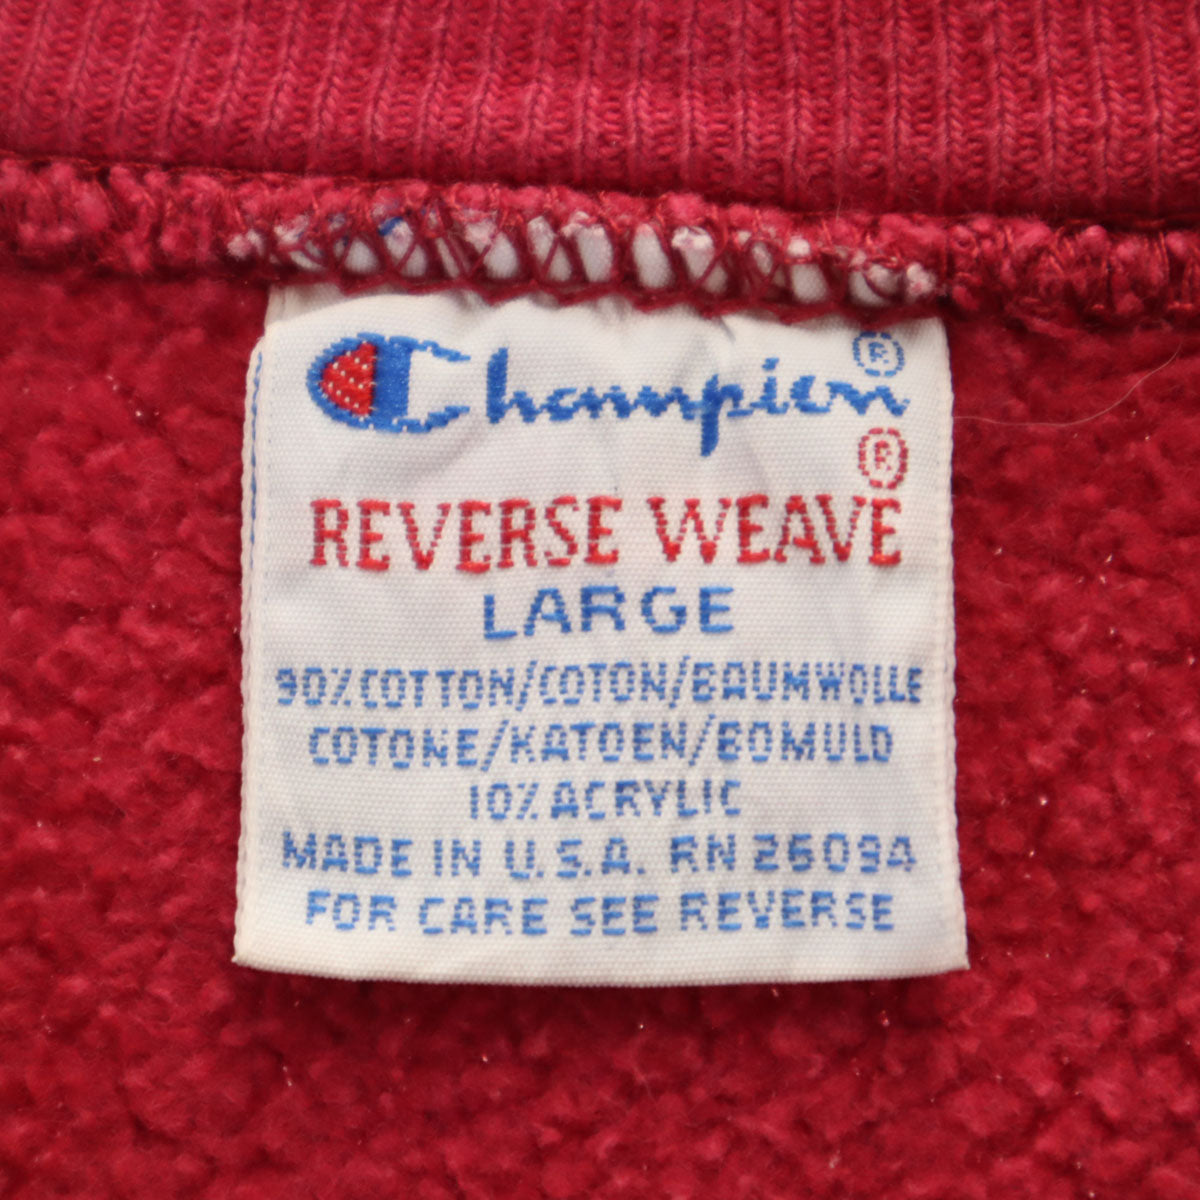 Champion®
®
REVERSE WEAVE
LARGE
90% COTTON/COTON/BAUMWOLLE
COTONE/KATOEN/BOMULD
10% ACRYLIC
MADE IN U.S.A. RN 26094
FOR CARE SEE REVERSE